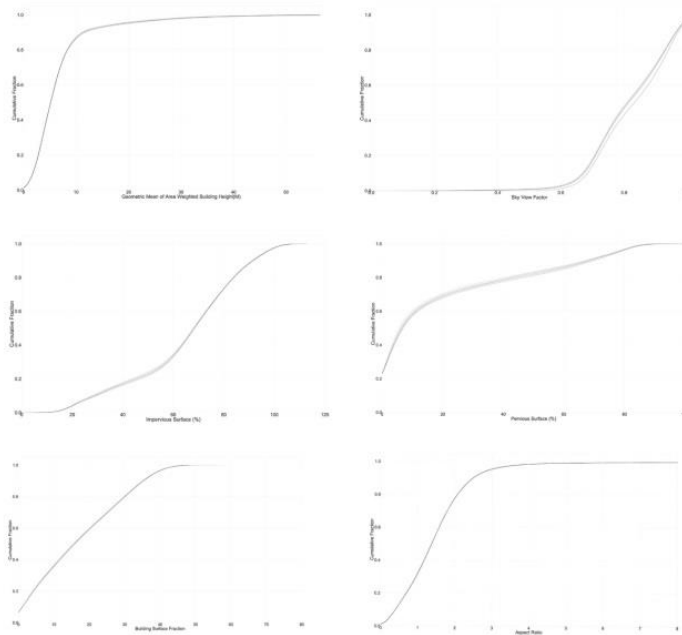 1.0
0.8
0.6
0.4
0.2
0.0
Cumulative Fraction
0 10 20 30 40 50
Geometric Mean of Area Weighted Building Height(M)
1.0
0.8
0.6
0.4
0.2
0.0
Cumulative Fraction
0.0 0.2 0.4 0.6 0.8
Sky View Factor
1.0
0.8
0.6
0.4
0.2
0.0
Cumulative Fraction
20 40 60 80 100 120
Impervious Surface (%)
1.0
0.8
0.6
0.4
0.2
0.0
Cumulative Fraction
0 20
Pervious Surface (%)
1.0
0.8
0.6
0.4
0.2
0.0
Cumulative Fraction
10 20 30 40 50 60 70 80
Building Surface Fraction
1.0
0.8
0.6
0.4
0.2
0.0
Cumulative Fraction
0 1 2 3 4 5 6 7 8
Aspect Ratio